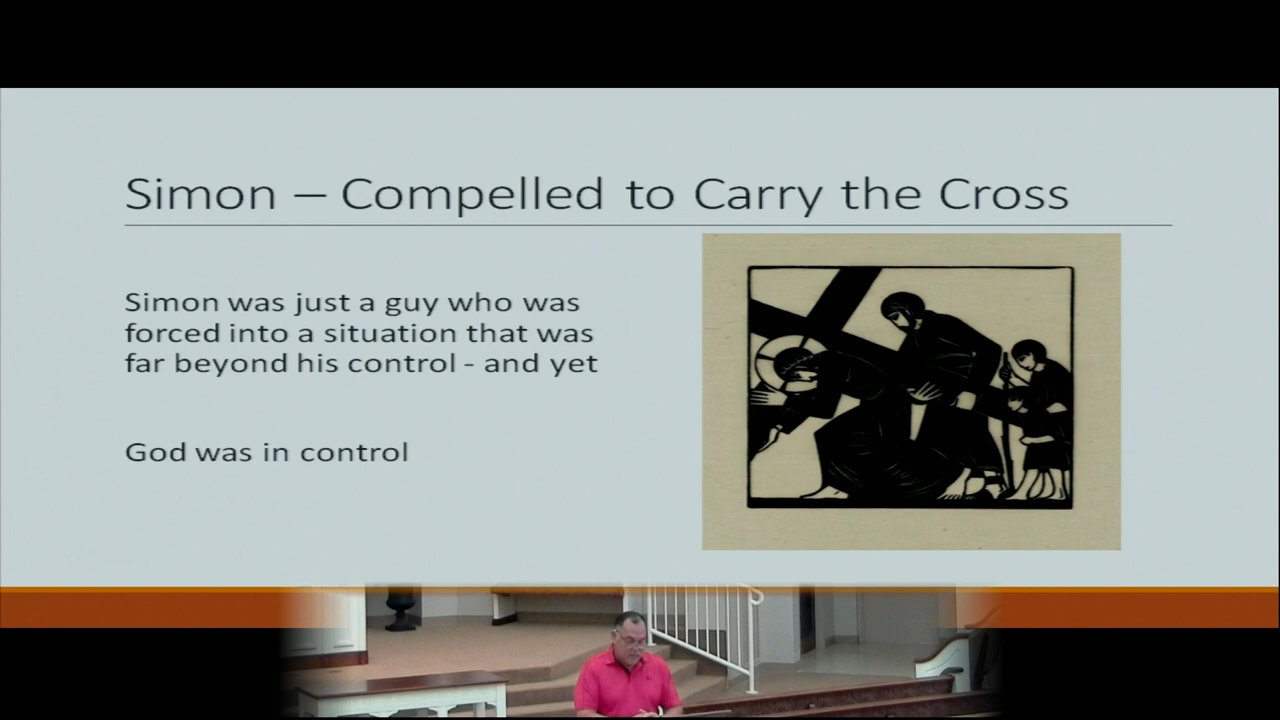 Simon – Compelled to Carry the Cross
Simon was just a guy who was
forced into a situation that was
far beyond his control - and yet
God was in control